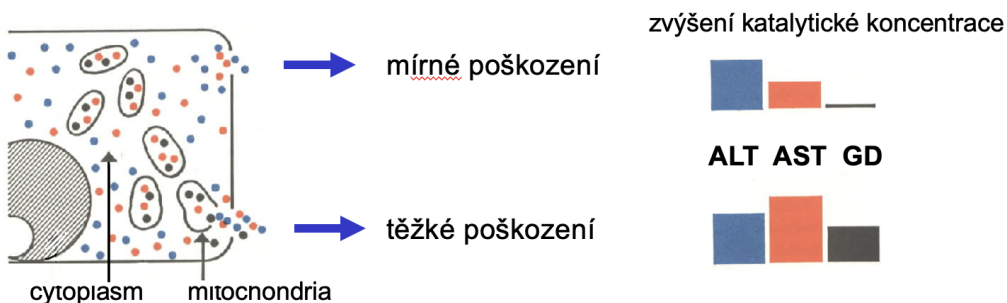 zvýšení katalytické koncentrace
mírné poškození
ALT AST GD
těžké poškození
cytoplasm mitochondria